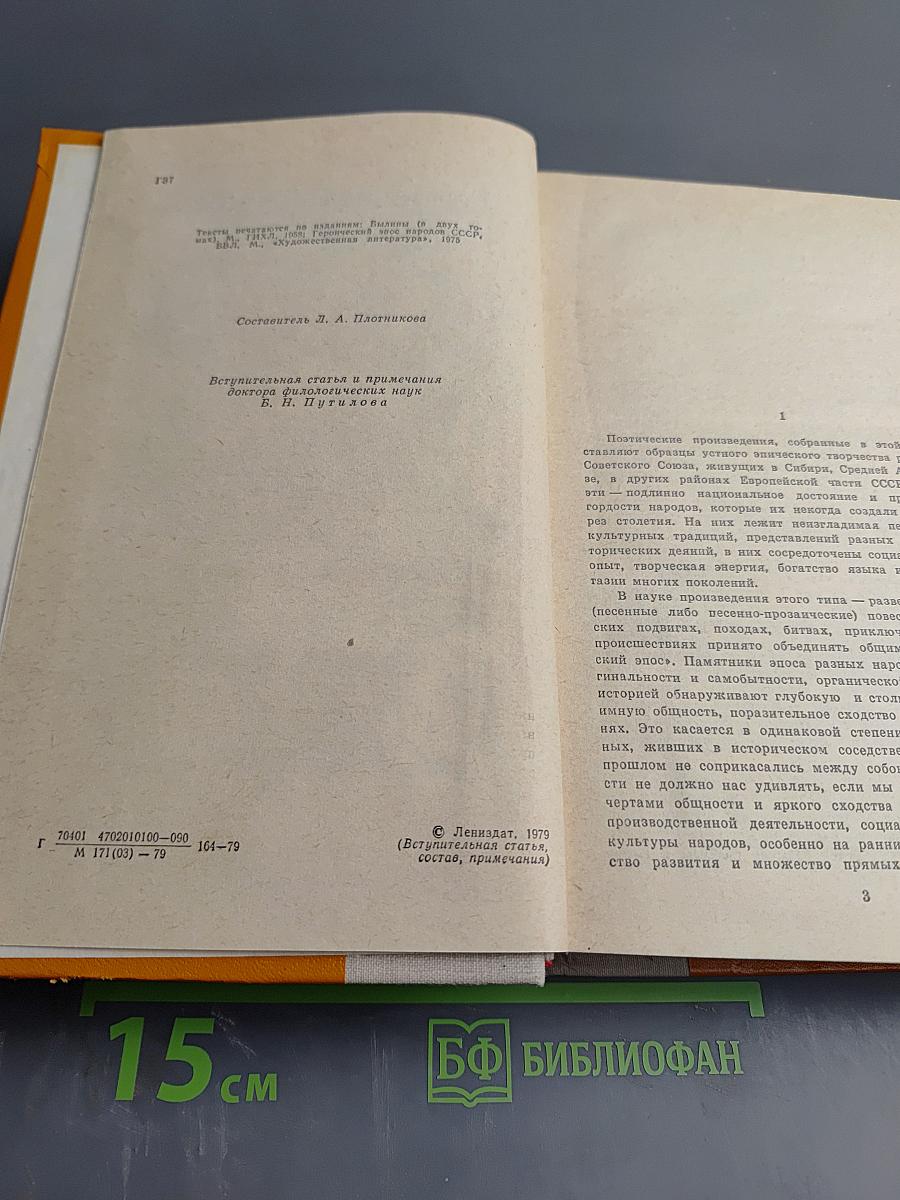 Г37
Тексты печатаются по изданиям: Былины (в двух то-
мах), М., ГИХЛ, 1958; Героический эпос народов СССР,
БВЛ, М., «Художественная литература», 1975
Составитель Л. А. Плотникова
Вступительная статья и примечания
доктора филологических наук
Б. Н. Путилова
Г 70401 4702010100—090 164—79
М 171(03) — 79
© Лениздат, 1979
(Вступительная статья,
состав, примечания)
1
Поэтические произведения, собранные в этой
ставляют образцы устного эпического творчества
Советского Союза, живущих в Сибири, Средней А
зе, в других районах Европейской части СССР
эти — подлинно национальное достояние и пр
гордости народов, которые их некогда создали
рез столетия. На них лежит неизгладимая пе
культурных традиций, представлений разных
торических деяний, в них сосредоточены социа
опыт, творческая энергия, богатство языка и
тазии многих поколений.
В науке произведения этого типа — разве
(песенные либо песенно-прозаические) повес
ских подвигах, походах, битвах, приключ
происшествиях принято объединять общим
ский эпос». Памятники эпоса разных наро
гинальности и самобытности, органическо
историей обнаруживают глубокую и столь
имную общность, поразительное сходство
нях. Это касается в одинаковой степени
ных, живших в историческом соседстве
прошлом не соприкасались между собой
сти не должно нас удивлять, если мы
чертами общности и яркого сходства
производственной деятельности, социа
культуры народов, особенно на ранни
ство развития и множество прямых
3
15 см
БФ БИБЛИОФАН